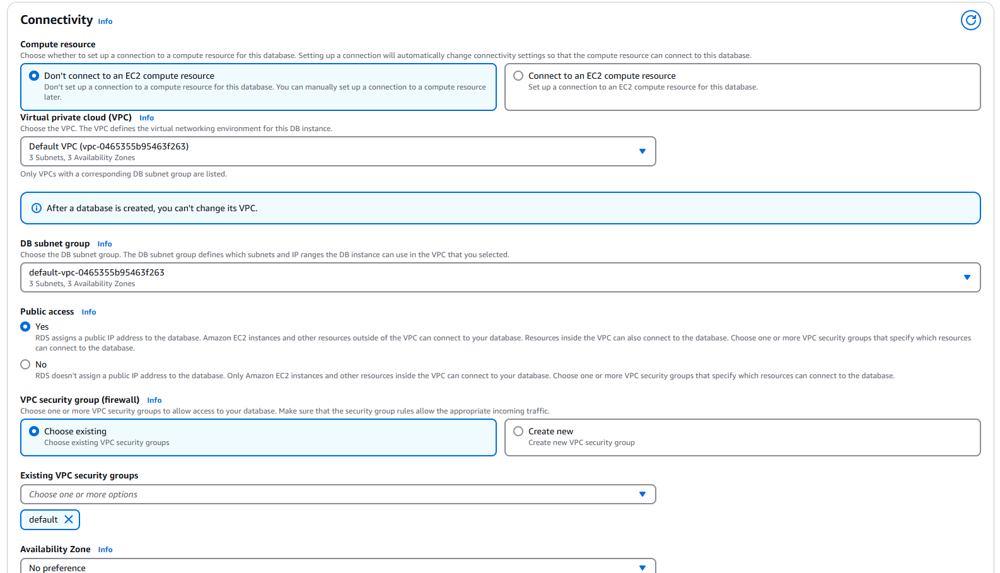 Connectivity Info
Compute resource
Choose whether to set up a connection to a compute resource for this database. Setting up a connection will automatically change connectivity settings so that the compute resource can connect to this database.
Don't connect to an EC2 compute resource
Don't set up a connection to a compute resource for this database. You can manually set up a connection to a compute resource
later.
Connect to an EC2 compute resource
Set up a connection to an EC2 compute resource for this database.
Virtual private cloud (VPC) Info
Choose the VPC. The VPC defines the virtual networking environment for this DB instance.
Default VPC (vpc-0465355b95463f263)
3 Subnets, 3 Availability Zones
Only VPCs with a corresponding DB subnet group are listed.
After a database is created, you can't change its VPC.
DB subnet group Info
Choose the DB subnet group. The DB subnet group defines which subnets and IP ranges the DB instance can use in the VPC that you selected.
default-vpc-0465355b95463f263
3 Subnets, 3 Availability Zones
Public access Info
Yes
RDS assigns a public IP address to the database. Amazon EC2 instances and other resources outside of the VPC can connect to your database. Resources inside the VPC can also connect to the database. Choose one or more VPC security groups that specify which resources
can connect to the database.
No
RDS doesn't assign a public IP address to the database. Only Amazon EC2 instances and other resources inside the VPC can connect to your database. Choose one or more VPC security groups that specify which resources can connect to the database.
VPC security group (firewall) Info
Choose one or more VPC security groups to allow access to your database. Make sure that the security group rules allow the appropriate incoming traffic.
Choose existing
Choose existing VPC security groups
Create new
Create new VPC security group
Existing VPC security groups
Choose one or more options
default
Availability Zone Info
No preference